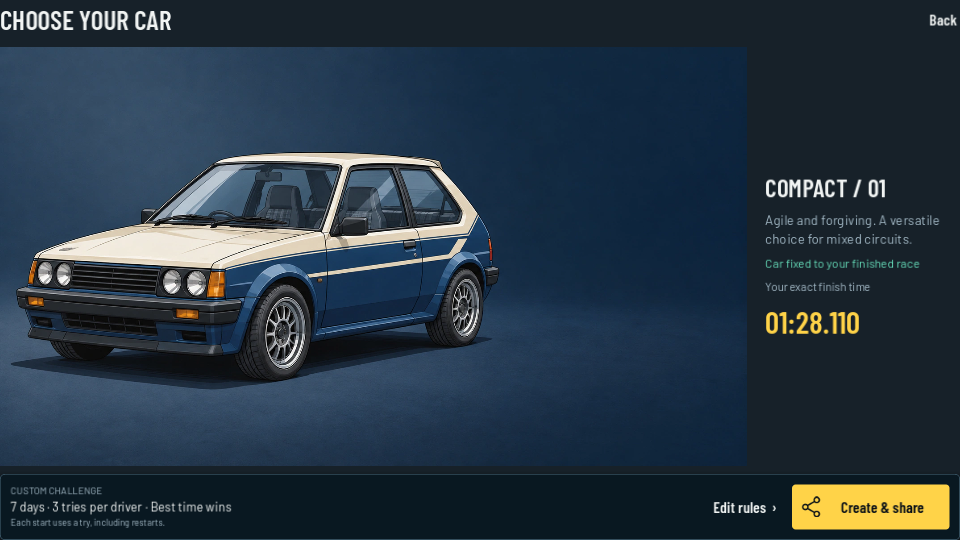 CHOOSE YOUR CAR
Back
COMPACT / 01
Agile and forgiving. A versatile
choice for mixed circuits.
Car fixed to your finished race
Your exact finish time
01:28.110
CUSTOM CHALLENGE
7 days · 3 tries per driver · Best time wins
Each start uses a try, including restarts.
Edit rules ›
Create & share